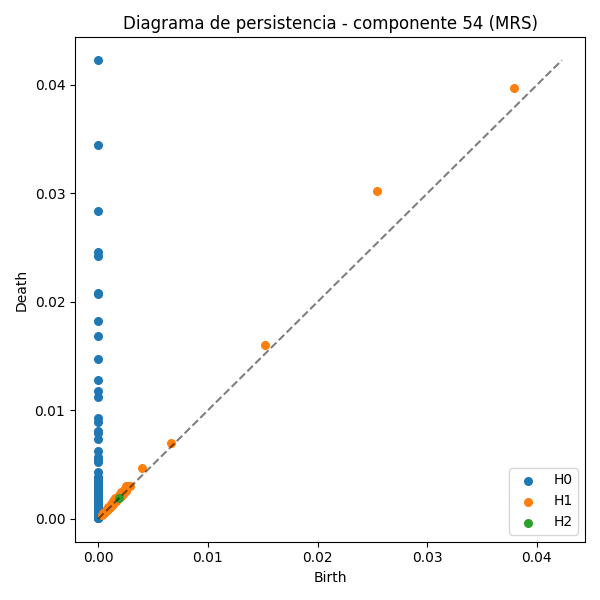 Diagrama de persistencia - componente 54 (MRS)
Death
0.04
0.03
0.02
0.01
0.00
0.00 0.01 0.02 0.03 0.04
Birth
H0
H1
H2